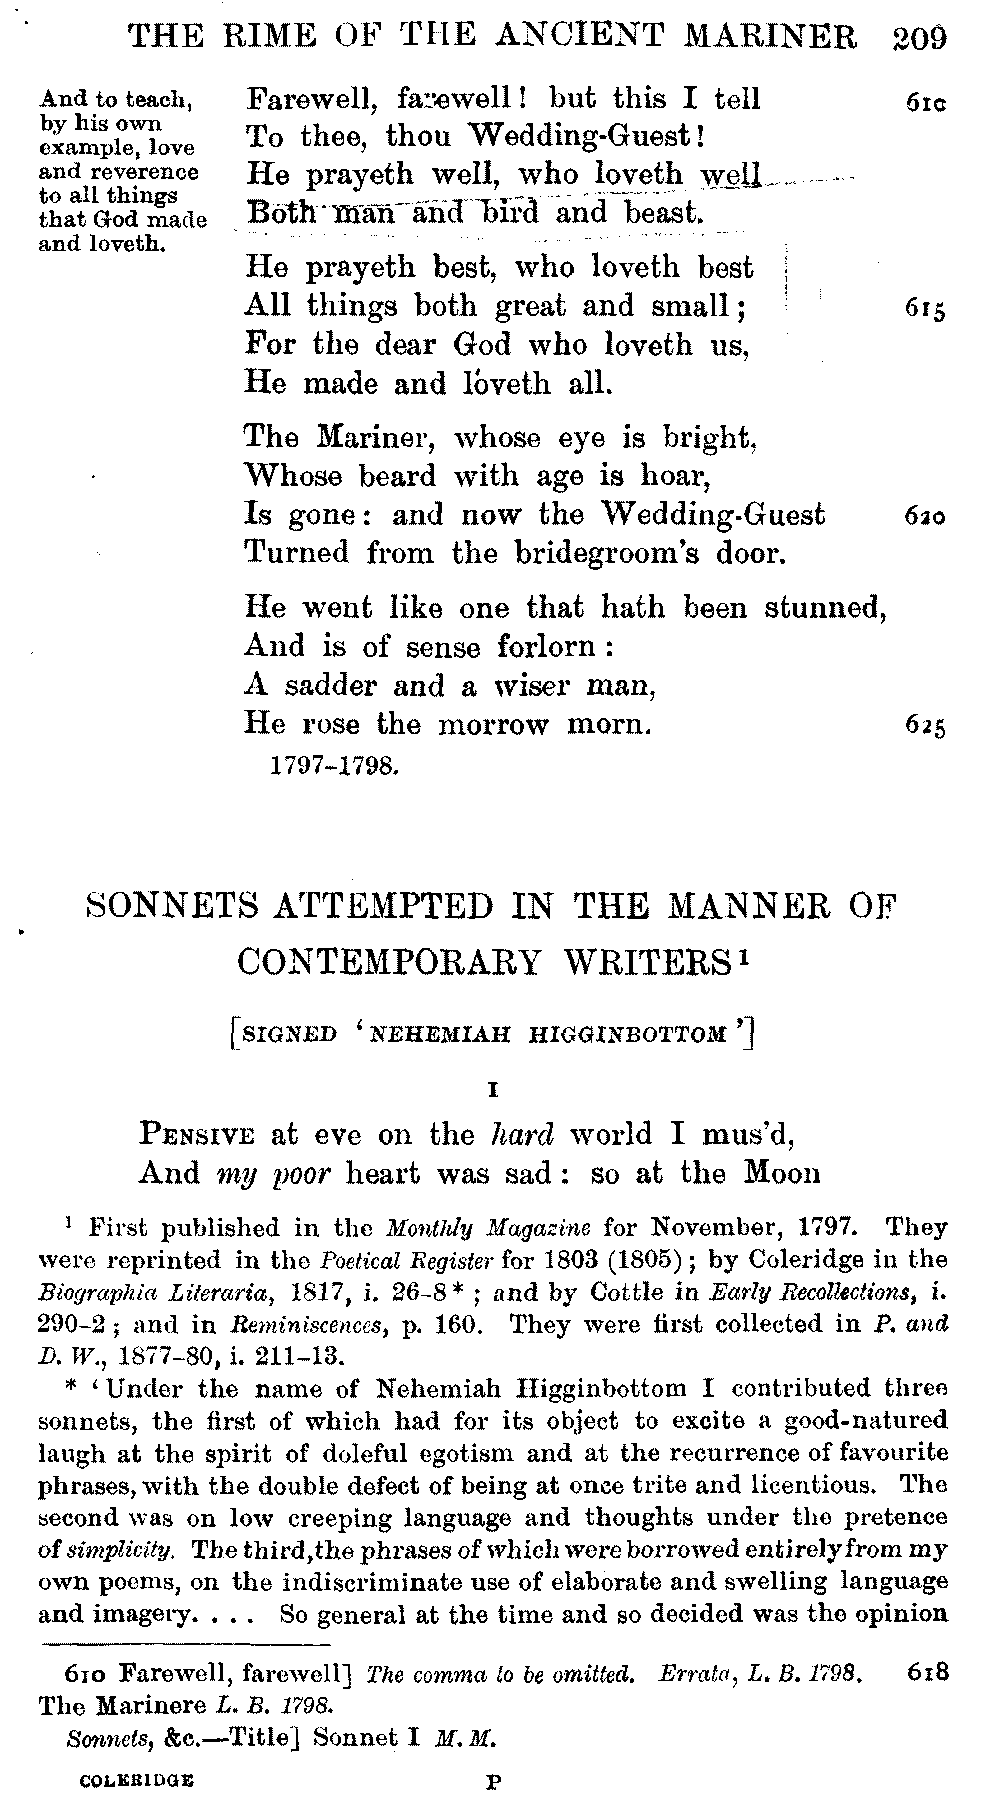 THE RIME OF THE ANCIENT MARINER 209
And to teach,
by his own
example, love
and reverence
to all things
that God made
and loveth.
Farewell, farewell! but this I tell 610
To thee, thou Wedding-Guest!
He prayeth well, who loveth well
Both man and bird and beast.
He prayeth best, who loveth best
All things both great and small; 615
For the dear God who loveth us,
He made and loveth all.
The Mariner, whose eye is bright,
Whose beard with age is hoar,
Is gone: and now the Wedding-Guest 620
Turned from the bridegroom's door.
He went like one that hath been stunned,
And is of sense forlorn:
A sadder and a wiser man,
He rose the morrow morn. 625
1797–1798.
SONNETS ATTEMPTED IN THE MANNER OF
CONTEMPORARY WRITERS¹
[SIGNED 'NEHEMIAH HIGGINBOTTOM']
I
PENSIVE at eve on the hard world I mus'd,
And my poor heart was sad: so at the Moon
¹ First published in the Monthly Magazine for November, 1797. They
were reprinted in the Poetical Register for 1803 (1805); by Coleridge in the
Biographia Literaria, 1817, i. 26–8*; and by Cottle in Early Recollections, i.
290–2; and in Reminiscences, p. 160. They were first collected in P. and
D. W., 1877–80, i. 211–13.
* 'Under the name of Nehemiah Higginbottom I contributed three
sonnets, the first of which had for its object to excite a good-natured
laugh at the spirit of doleful egotism and at the recurrence of favourite
phrases, with the double defect of being at once trite and licentious. The
second was on low creeping language and thoughts under the pretence
of simplicity. The third, the phrases of which were borrowed entirely from my
own poems, on the indiscriminate use of elaborate and swelling language
and imagery. . . . So general at the time and so decided was the opinion
610 Farewell, farewell] The comma to be omitted. Errata, L. B. 1798. 618
The Marinere L. B. 1798.
Sonnets, &c.—Title] Sonnet I M. M.
COLERIDGE P